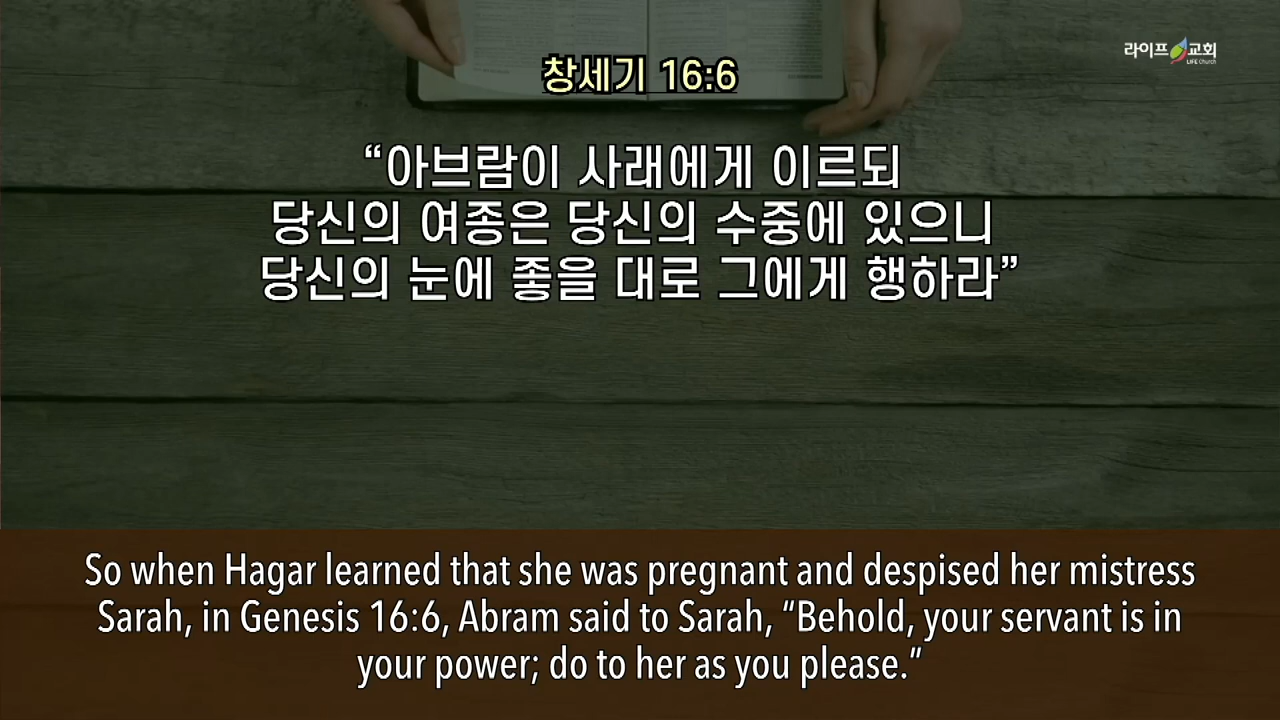 라이프교회
LIFE Church
창세기 16:6
“아브람이 사래에게 이르되
당신의 여종은 당신의 수중에 있으니
당신의 눈에 좋을 대로 그에게 행하라”
So when Hagar learned that she was pregnant and despised her mistress
Sarah, in Genesis 16:6, Abram said to Sarah, “Behold, your servant is in
your power; do to her as you please.”